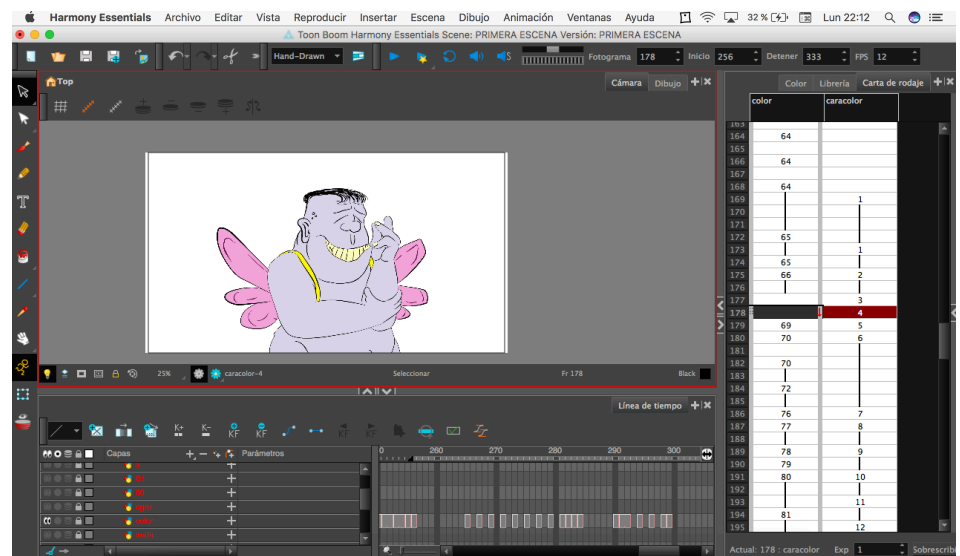 Harmony Essentials Archivo Editar Vista Reproducir Insertar Escena Dibujo Animación Ventanas Ayuda 32 % Lun 22:12
Toon Boom Harmony Essentials Scene: PRIMERA ESCENA Versión: PRIMERA ESCENA
Hand-Drawn Fotograma 178 Inicio 256 Detener 333 FPS 12
Top Cámara Dibujo
Color Librería Carta de rodaje
color caracolor
163
164 64
165
166 64
167
168 64
169 1
170
171
172 65
173 1
174 65
175 66 2
176
177 3
178 4
179 69 5
180 70 6
181
182 70
183
184 72
185
186 76 7
187 77 8
188
189 78 9
190 79
191 80 10
192
193 11
194 81
195 12
25% caracolor-4 Seleccionar Fr 178 Black
Línea de tiempo
K+ K- KF KF KF KF
Capas Parámetros
260 270 280 290 300
Actual: 178 : caracolor Exp 1 Sobrescribi